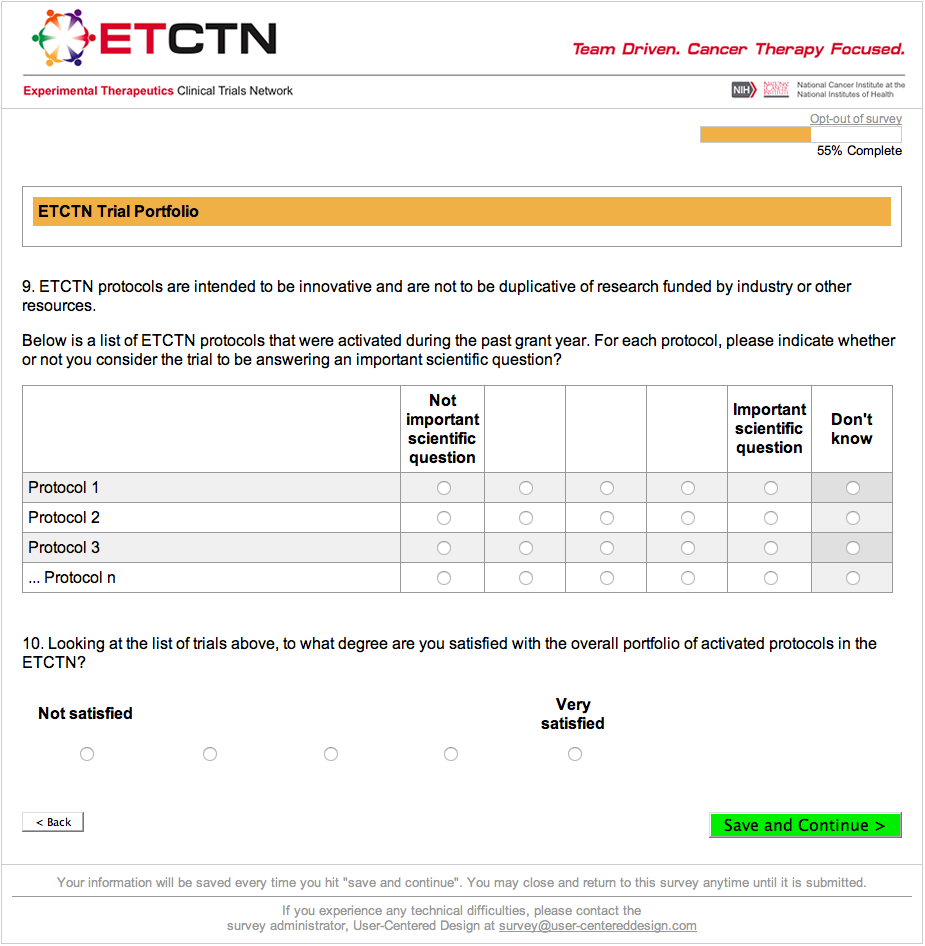 ETCTN
Team Driven. Cancer Therapy Focused.
Experimental Therapeutics Clinical Trials Network
NIH
NATIONAL
CANCER
INSTITUTE
National Cancer Institute at the
National Institutes of Health
Opt-out of survey
55% Complete
ETCTN Trial Portfolio
9. ETCTN protocols are intended to be innovative and are not to be duplicative of research funded by industry or other
resources.
Below is a list of ETCTN protocols that were activated during the past grant year. For each protocol, please indicate whether
or not you consider the trial to be answering an important scientific question?
Not
important
scientific
question
Important
scientific
question
Don't
know
Protocol 1
Protocol 2
Protocol 3
... Protocol n
10. Looking at the list of trials above, to what degree are you satisfied with the overall portfolio of activated protocols in the
ETCTN?
Not satisfied
Very
satisfied
< Back
Save and Continue >
Your information will be saved every time you hit "save and continue". You may close and return to this survey anytime until it is submitted.
If you experience any technical difficulties, please contact the
survey administrator, User-Centered Design at survey@user-centereddesign.com